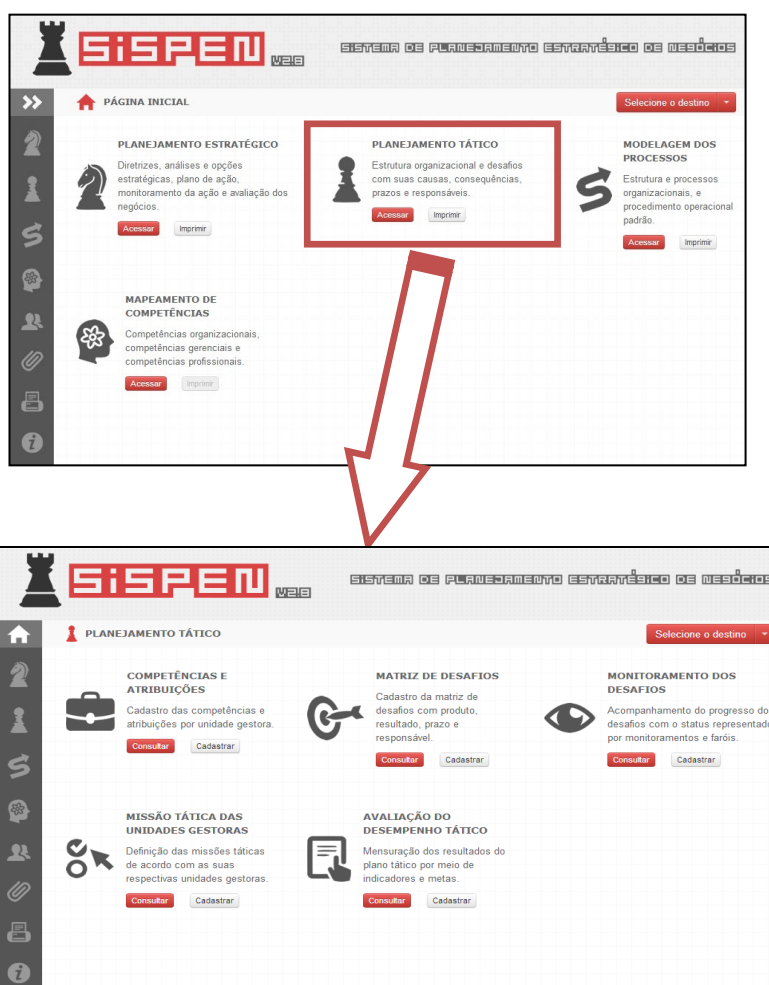 SiSPEN V2.8
SISTEMA DE PLANEJAMENTO ESTRATÉGICO DE NEGÓCIOS
PÁGINA INICIAL
Selecione o destino
PLANEJAMENTO ESTRATÉGICO
Diretrizes, análises e opções
estratégicas, plano de ação,
monitoramento da ação e avaliação dos
negócios.
Acessar Imprimir
PLANEJAMENTO TÁTICO
Estrutura organizacional e desafios
com suas causas, consequências,
prazos e responsáveis.
Acessar Imprimir
MODELAGEM DOS
PROCESSOS
Estrutura e processos
organizacionais, e
procedimento operacional
padrão.
Acessar Imprimir
MAPEAMENTO DE
COMPETÊNCIAS
Competências organizacionais,
competências gerenciais e
competências profissionais.
Acessar Imprimir
SiSPEN V2.8
SISTEMA DE PLANEJAMENTO ESTRATÉGICO DE NEGÓCIOS
PLANEJAMENTO TÁTICO
Selecione o destino
COMPETÊNCIAS E
ATRIBUIÇÕES
Cadastro das competências e
atribuições por unidade gestora.
Consultar Cadastrar
MATRIZ DE DESAFIOS
Cadastro da matriz de
desafios com produto,
resultado, prazo e
responsável.
Consultar Cadastrar
MONITORAMENTO DOS
DESAFIOS
Acompanhamento do progresso do
desafios com o status representado
por monitoramentos e faróis.
Consultar Cadastrar
MISSÃO TÁTICA DAS
UNIDADES GESTORAS
Definição das missões táticas
de acordo com as suas
respectivas unidades gestoras.
Consultar Cadastrar
AVALIAÇÃO DO
DESEMPENHO TÁTICO
Mensuração dos resultados do
plano tático por meio de
indicadores e metas.
Consultar Cadastrar